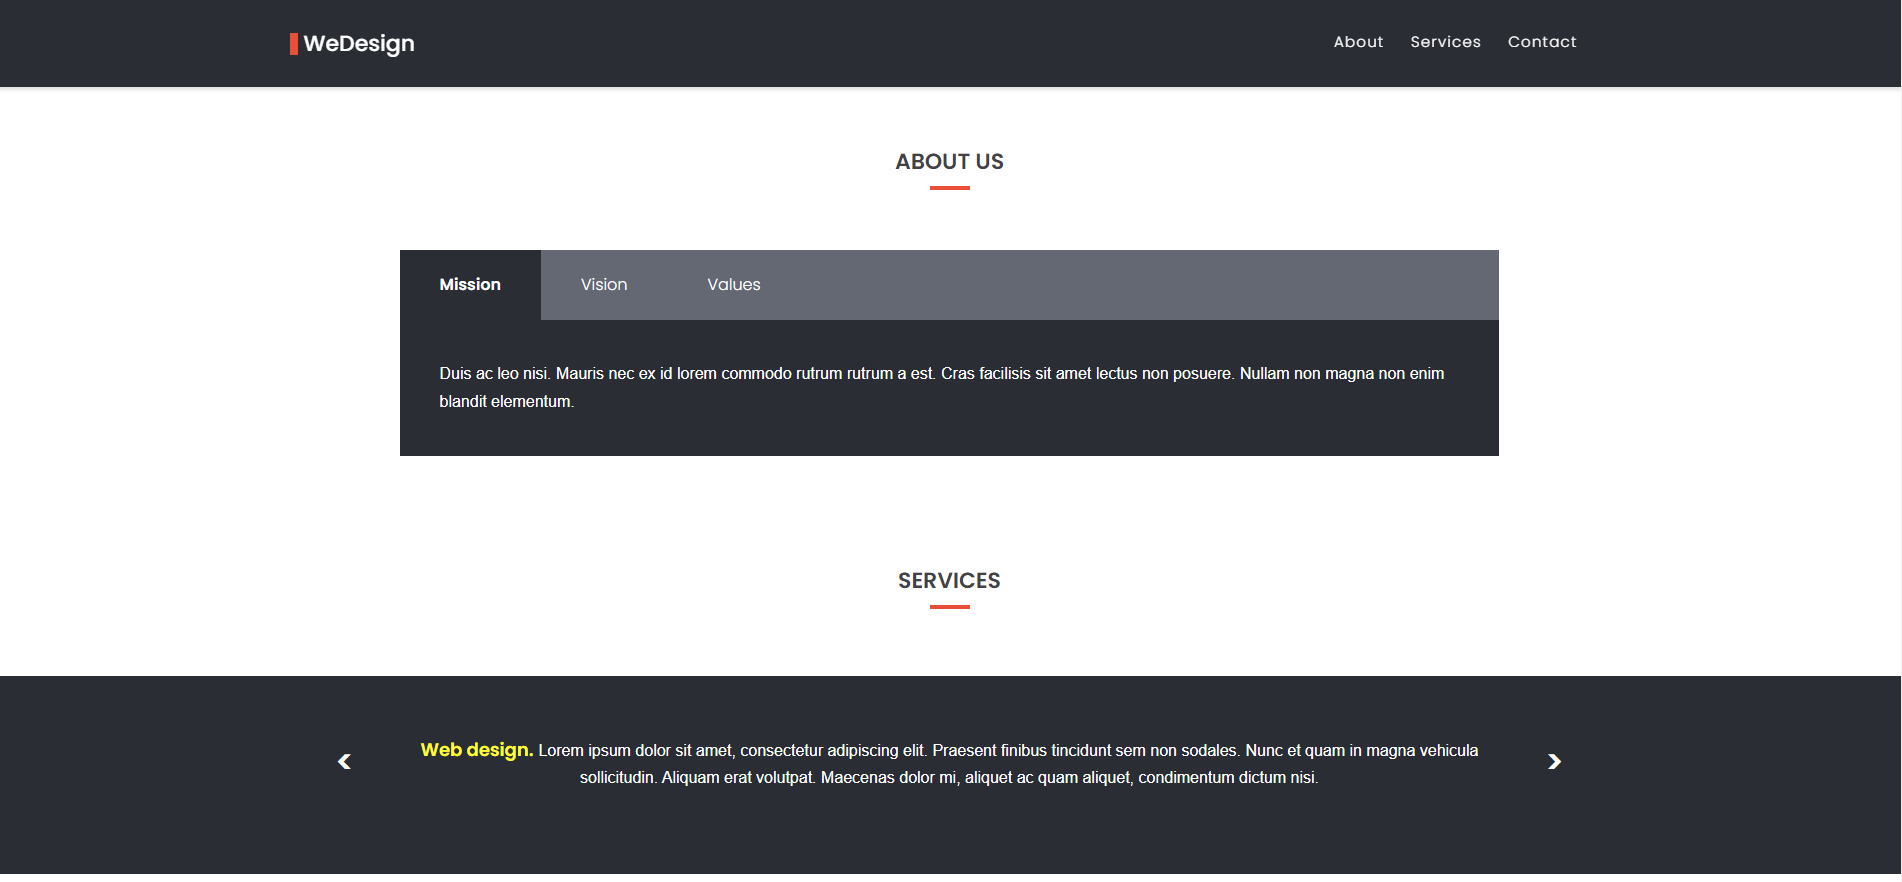 WeDesign
About Services Contact
ABOUT US
Mission Vision Values
Duis ac leo nisi. Mauris nec ex id lorem commodo rutrum rutrum a est. Cras facilisis sit amet lectus non posuere. Nullam non magna non enim
blandit elementum.
SERVICES
Web design. Lorem ipsum dolor sit amet, consectetur adipiscing elit. Praesent finibus tincidunt sem non sodales. Nunc et quam in magna vehicula
sollicitudin. Aliquam erat volutpat. Maecenas dolor mi, aliquet ac quam aliquet, condimentum dictum nisi.